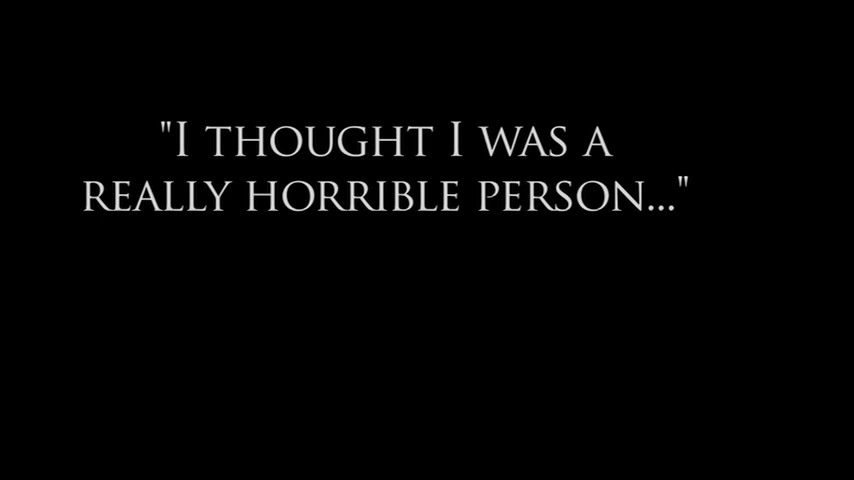 "I THOUGHT I WAS A
REALLY HORRIBLE PERSON..."